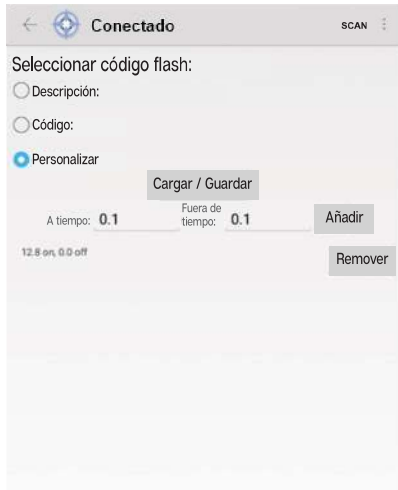 Conectado SCAN
Seleccionar código flash:
Descripción:
Código:
Personalizar
Cargar / Guardar
A tiempo: 0.1 Fuera de tiempo: 0.1 Añadir
12.8 on, 0.0 off
Remover